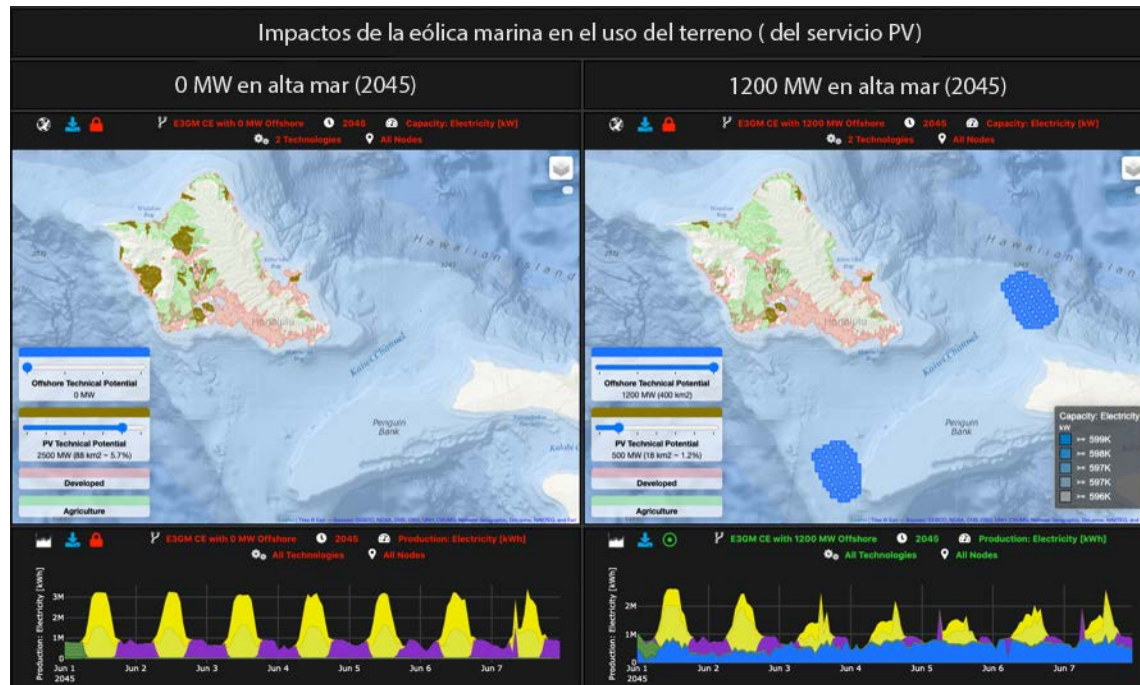 Impactos de la eólica marina en el uso del terreno ( del servicio PV)
0 MW en alta mar (2045)
E3GM CE with 0 MW Offshore 2045 Capacity: Electricity [kW]
2 Technologies All Nodes
Hawaiian Island
Kaiwi Channel
Penguin
Bank
Honolulu
Offshore Technical Potential
0 MW
PV Technical Potential
2500 MW (88 km2 ~ 5.7%)
Developed
Agriculture
E3GM CE with 0 MW Offshore 2045 Production: Electricity [kWh]
All Technologies All Nodes
Production: Electricity [kWh]
3M
2M
1M
0
Jun 1 Jun 2 Jun 3 Jun 4 Jun 5 Jun 6 Jun 7
2045
1200 MW en alta mar (2045)
E3GM CE with 1200 MW Offshore 2045 Capacity: Electricity [kW]
2 Technologies All Nodes
Hawaiian Island
Kaiwi Channel
Penguin
Bank
Honolulu
Offshore Technical Potential
1200 MW (400 km2)
PV Technical Potential
500 MW (18 km2 ~ 1.2%)
Developed
Agriculture
Capacity: Electricity
kW
>= 599K
>= 598K
>= 597K
>= 597K
>= 596K
E3GM CE with 1200 MW Offshore 2045 Production: Electricity [kWh]
All Technologies All Nodes
Production: Electricity [kWh]
2M
1M
0
Jun 1 Jun 2 Jun 3 Jun 4 Jun 5 Jun 6 Jun 7
2045